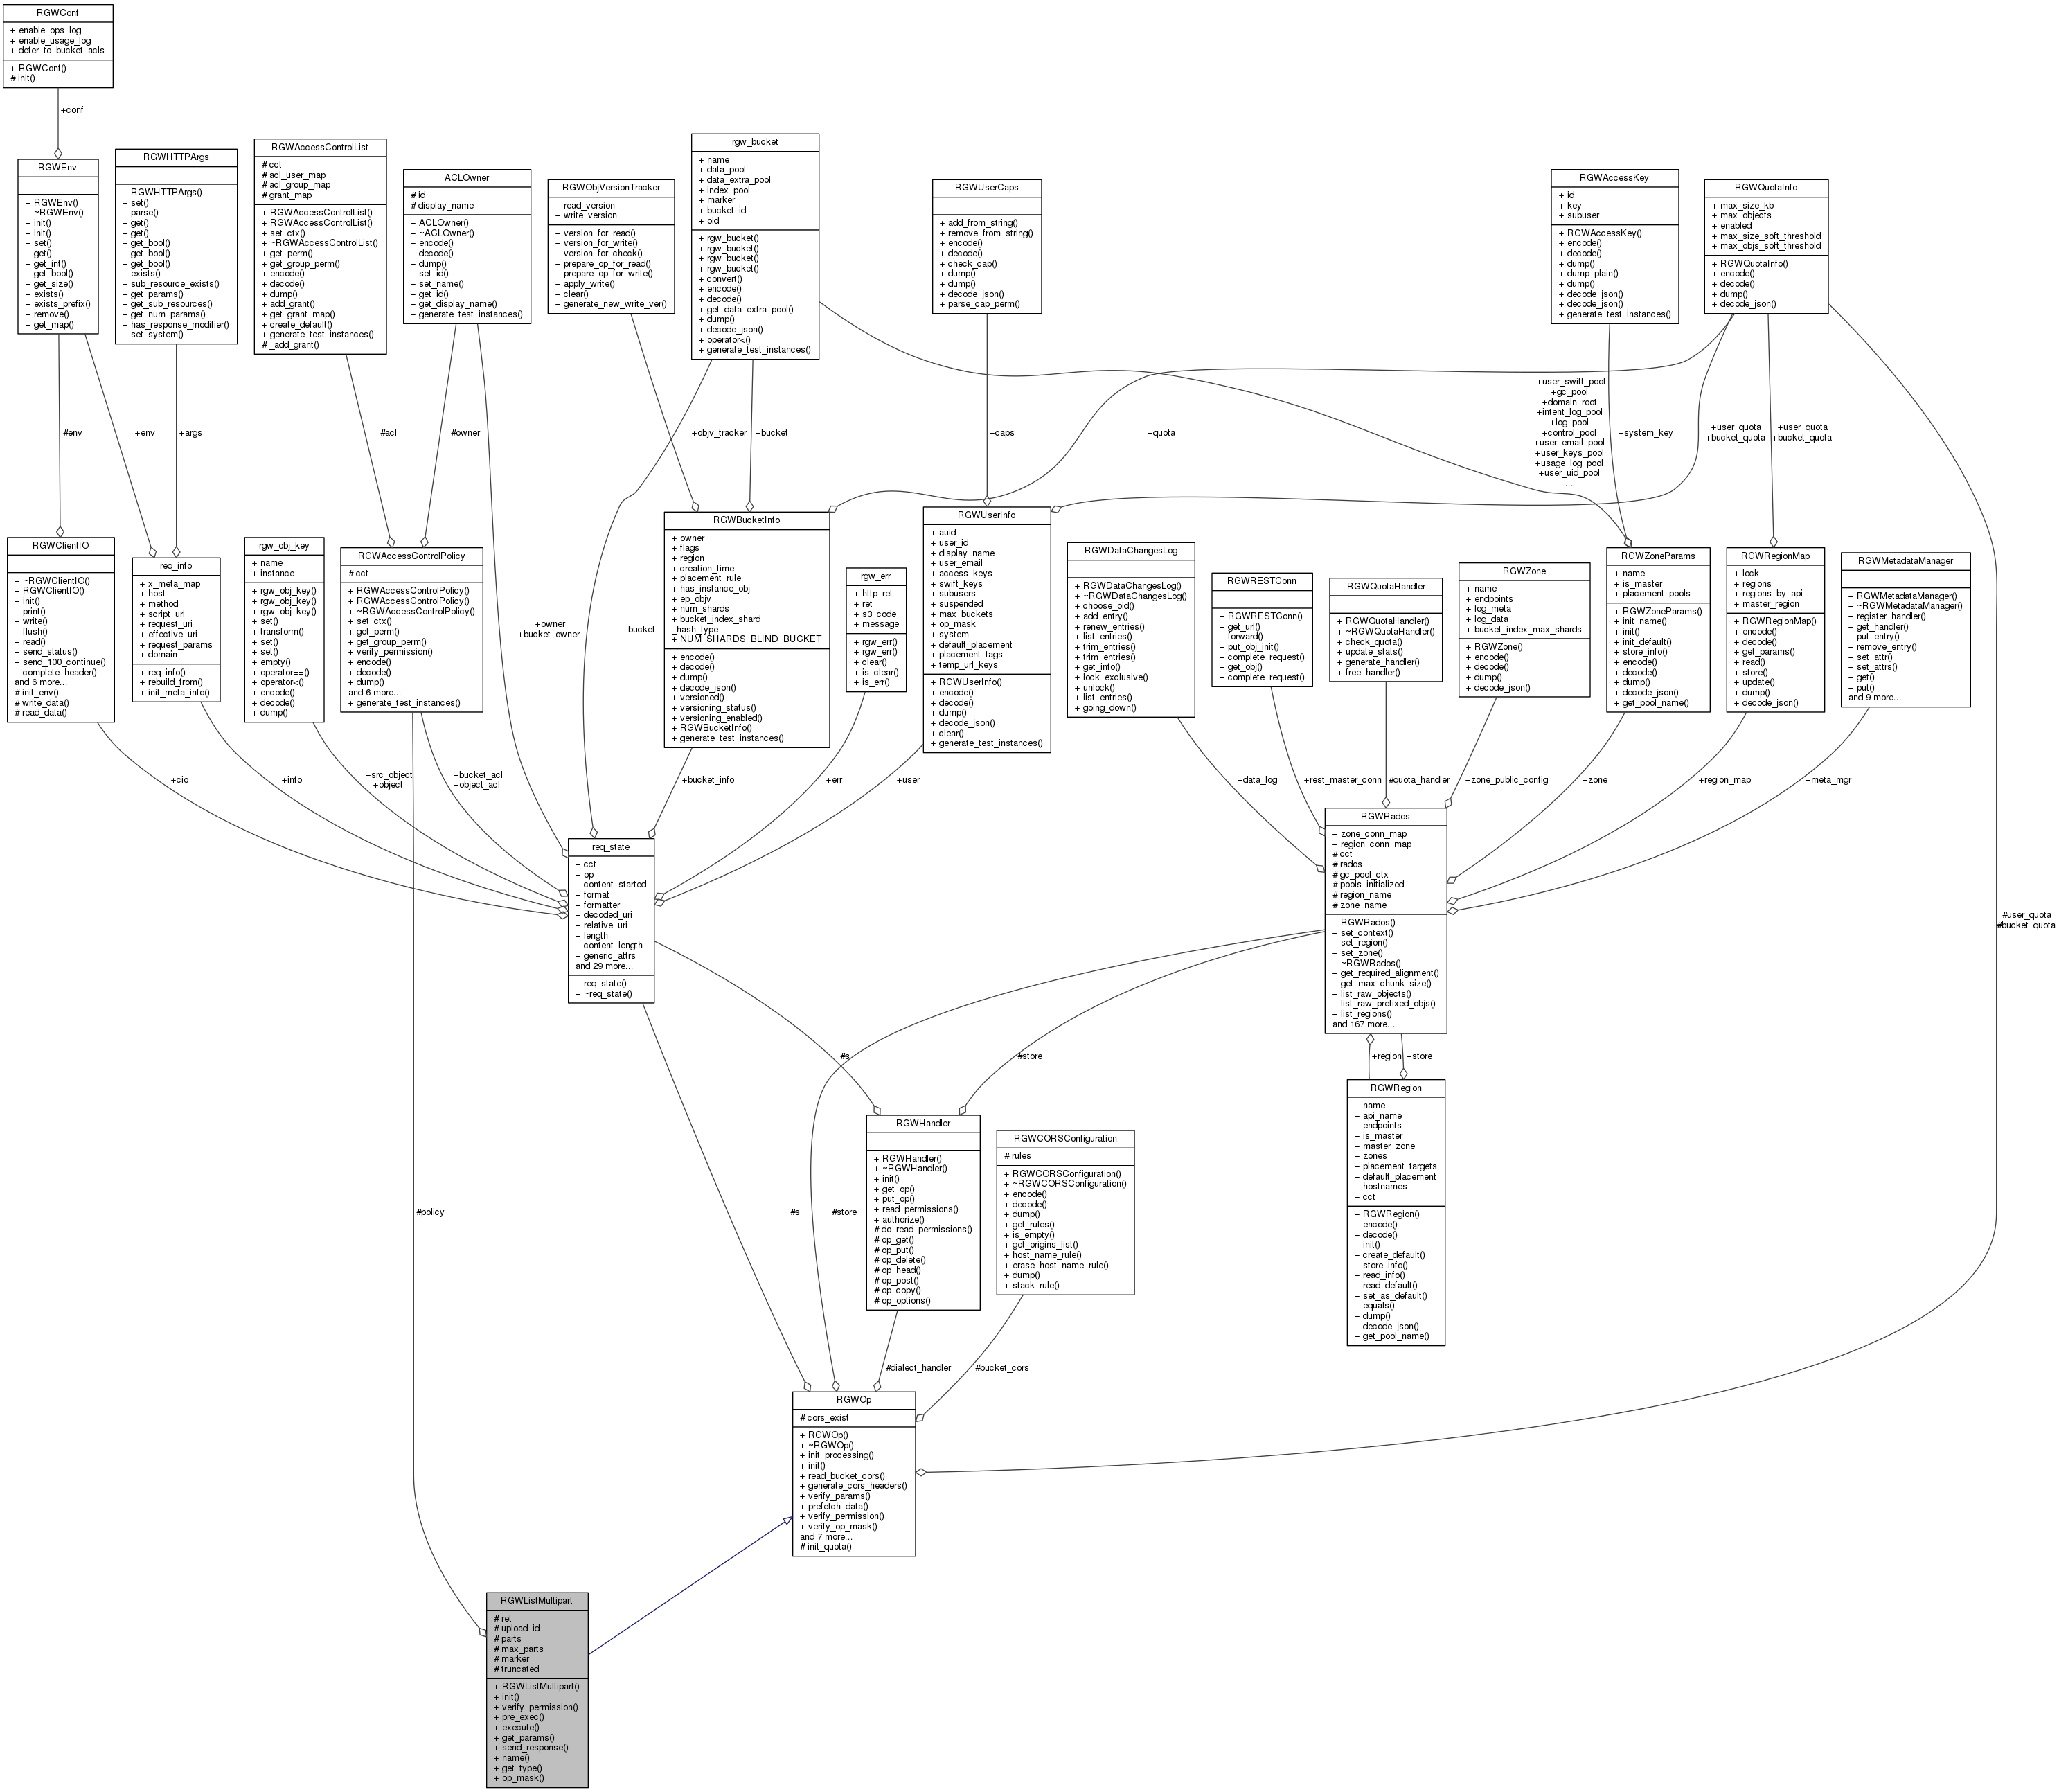 RGWConf
+ enable_ops_log
+ enable_usage_log
+ defer_to_bucket_acls
+ RGWConf()
# init()
+conf
RGWEnv
+ RGWEnv()
+ ~RGWEnv()
+ init()
+ init()
+ set()
+ get()
+ get_int()
+ get_bool()
+ get_size()
+ exists()
+ exists_prefix()
+ remove()
+ get_map()
RGWHTTPArgs
+ RGWHTTPArgs()
+ set()
+ parse()
+ get()
+ get()
+ get_bool()
+ get_bool()
+ get_bool()
+ exists()
+ sub_resource_exists()
+ get_params()
+ get_sub_resources()
+ get_num_params()
+ has_response_modifier()
+ set_system()
RGWAccessControlList
# cct
# acl_user_map
# acl_group_map
# grant_map
+ RGWAccessControlList()
+ RGWAccessControlList()
+ set_ctx()
+ ~RGWAccessControlList()
+ get_perm()
+ get_group_perm()
+ encode()
+ decode()
+ dump()
+ add_grant()
+ get_grant_map()
+ create_default()
+ generate_test_instances()
# _add_grant()
ACLOwner
# id
# display_name
+ ACLOwner()
+ ~ACLOwner()
+ encode()
+ decode()
+ dump()
+ set_id()
+ set_name()
+ get_id()
+ get_display_name()
+ generate_test_instances()
RGWObjVersionTracker
+ read_version
+ write_version
+ version_for_read()
+ version_for_write()
+ version_for_check()
+ prepare_op_for_read()
+ prepare_op_for_write()
+ apply_write()
+ clear()
+ generate_new_write_ver()
rgw_bucket
+ name
+ data_pool
+ data_extra_pool
+ index_pool
+ marker
+ bucket_id
+ oid
+ rgw_bucket()
+ rgw_bucket()
+ rgw_bucket()
+ rgw_bucket()
+ convert()
+ encode()
+ decode()
+ get_data_extra_pool()
+ dump()
+ decode_json()
+ operator<()
+ generate_test_instances()
RGWUserCaps
+ add_from_string()
+ remove_from_string()
+ encode()
+ decode()
+ check_cap()
+ dump()
+ dump()
+ decode_json()
+ parse_cap_perm()
RGWAccessKey
+ id
+ key
+ subuser
+ RGWAccessKey()
+ encode()
+ decode()
+ dump()
+ dump_plain()
+ dump()
+ decode_json()
+ decode_json()
+ generate_test_instances()
RGWQuotaInfo
+ max_size_kb
+ max_objects
+ enabled
+ max_size_soft_threshold
+ max_objs_soft_threshold
+ RGWQuotaInfo()
+ encode()
+ decode()
+ dump()
+ decode_json()
#env
+env
+args
#acl
#owner
+objv_tracker
+bucket
+caps
+quota
+user_swift_pool
+gc_pool
+domain_root
+intent_log_pool
+log_pool
+control_pool
+user_email_pool
+user_keys_pool
+usage_log_pool
+user_uid_pool
...
+system_key
+user_quota
+bucket_quota
+user_quota
+bucket_quota
RGWClientIO
+ ~RGWClientIO()
+ RGWClientIO()
+ init()
+ print()
+ write()
+ flush()
+ read()
+ send_status()
+ send_100_continue()
+ complete_header()
and 6 more...
# init_env()
# write_data()
# read_data()
req_info
+ x_meta_map
+ host
+ method
+ script_uri
+ request_uri
+ effective_uri
+ request_params
+ domain
+ req_info()
+ rebuild_from()
+ init_meta_info()
rgw_obj_key
+ name
+ instance
+ rgw_obj_key()
+ rgw_obj_key()
+ rgw_obj_key()
+ set()
+ transform()
+ set()
+ set()
+ empty()
+ operator==()
+ operator<()
+ encode()
+ decode()
+ dump()
RGWAccessControlPolicy
# cct
+ RGWAccessControlPolicy()
+ RGWAccessControlPolicy()
+ ~RGWAccessControlPolicy()
+ set_ctx()
+ get_perm()
+ get_group_perm()
+ verify_permission()
+ encode()
+ decode()
+ dump()
and 6 more...
+ generate_test_instances()
+owner
+bucket_owner
+bucket
RGWBucketInfo
+ owner
+ flags
+ region
+ creation_time
+ placement_rule
+ has_instance_obj
+ ep_objv
+ num_shards
+ bucket_index_shard
_hash_type
+ NUM_SHARDS_BLIND_BUCKET
+ encode()
+ decode()
+ dump()
+ decode_json()
+ versioned()
+ versioning_status()
+ versioning_enabled()
+ RGWBucketInfo()
+ generate_test_instances()
rgw_err
+ http_ret
+ ret
+ s3_code
+ message
+ rgw_err()
+ rgw_err()
+ clear()
+ is_clear()
+ is_err()
RGWUserInfo
+ auid
+ user_id
+ display_name
+ user_email
+ access_keys
+ swift_keys
+ subusers
+ suspended
+ max_buckets
+ op_mask
+ system
+ default_placement
+ placement_tags
+ temp_url_keys
+ RGWUserInfo()
+ encode()
+ decode()
+ dump()
+ decode_json()
+ clear()
+ generate_test_instances()
RGWDataChangesLog
+ RGWDataChangesLog()
+ ~RGWDataChangesLog()
+ choose_oid()
+ add_entry()
+ renew_entries()
+ list_entries()
+ trim_entries()
+ trim_entries()
+ get_info()
+ lock_exclusive()
+ unlock()
+ list_entries()
+ going_down()
RGWRESTConn
+ RGWRESTConn()
+ get_url()
+ forward()
+ put_obj_init()
+ complete_request()
+ get_obj()
+ complete_request()
RGWQuotaHandler
+ RGWQuotaHandler()
+ ~RGWQuotaHandler()
+ check_quota()
+ update_stats()
+ generate_handler()
+ free_handler()
RGWZone
+ name
+ endpoints
+ log_meta
+ log_data
+ bucket_index_max_shards
+ RGWZone()
+ encode()
+ decode()
+ dump()
+ decode_json()
RGWZoneParams
+ name
+ is_master
+ placement_pools
+ RGWZoneParams()
+ init_name()
+ init()
+ init_default()
+ store_info()
+ encode()
+ decode()
+ dump()
+ decode_json()
+ get_pool_name()
RGWRegionMap
+ lock
+ regions
+ regions_by_api
+ master_region
+ RGWRegionMap()
+ encode()
+ decode()
+ get_params()
+ read()
+ store()
+ update()
+ dump()
+ decode_json()
RGWMetadataManager
+ RGWMetadataManager()
+ ~RGWMetadataManager()
+ register_handler()
+ get_handler()
+ put_entry()
+ remove_entry()
+ set_attr()
+ set_attrs()
+ get()
+ put()
and 9 more...
+cio
+info
+src_object
+object
+bucket_acl
+object_acl
+bucket_info
+err
+user
+data_log
+rest_master_conn
#quota_handler
+zone_public_config
+zone
+region_map
+meta_mgr
req_state
+ cct
+ op
+ content_started
+ format
+ formatter
+ decoded_uri
+ relative_uri
+ length
+ content_length
+ generic_attrs
and 29 more...
+ req_state()
+ ~req_state()
RGWRados
+ zone_conn_map
+ region_conn_map
# cct
# rados
# gc_pool_ctx
# pools_initialized
# region_name
# zone_name
+ RGWRados()
+ set_context()
+ set_region()
+ set_zone()
+ ~RGWRados()
+ get_required_alignment()
+ get_max_chunk_size()
+ list_raw_objects()
+ list_raw_prefixed_objs()
+ list_regions()
and 167 more...
#user_quota
#bucket_quota
#s
#store
+region
+store
RGWHandler
+ RGWHandler()
+ ~RGWHandler()
+ init()
+ get_op()
+ put_op()
+ read_permissions()
+ authorize()
# do_read_permissions()
# op_get()
# op_put()
# op_delete()
# op_head()
# op_post()
# op_copy()
# op_options()
RGWCORSConfiguration
# rules
+ RGWCORSConfiguration()
+ ~RGWCORSConfiguration()
+ encode()
+ decode()
+ dump()
+ get_rules()
+ is_empty()
+ get_origins_list()
+ host_name_rule()
+ erase_host_name_rule()
+ dump()
+ stack_rule()
RGWRegion
+ name
+ api_name
+ endpoints
+ is_master
+ master_zone
+ zones
+ placement_targets
+ default_placement
+ hostnames
+ cct
+ RGWRegion()
+ encode()
+ decode()
+ init()
+ create_default()
+ store_info()
+ read_info()
+ read_default()
+ set_as_default()
+ equals()
+ dump()
+ decode_json()
+ get_pool_name()
#policy
#s
#store
#dialect_handler
#bucket_cors
RGWOp
# cors_exist
+ RGWOp()
+ ~RGWOp()
+ init_processing()
+ init()
+ read_bucket_cors()
+ generate_cors_headers()
+ verify_params()
+ prefetch_data()
+ verify_permission()
+ verify_op_mask()
and 7 more...
# init_quota()
RGWListMultipart
# ret
# upload_id
# parts
# max_parts
# marker
# truncated
+ RGWListMultipart()
+ init()
+ verify_permission()
+ pre_exec()
+ execute()
+ get_params()
+ send_response()
+ name()
+ get_type()
+ op_mask()